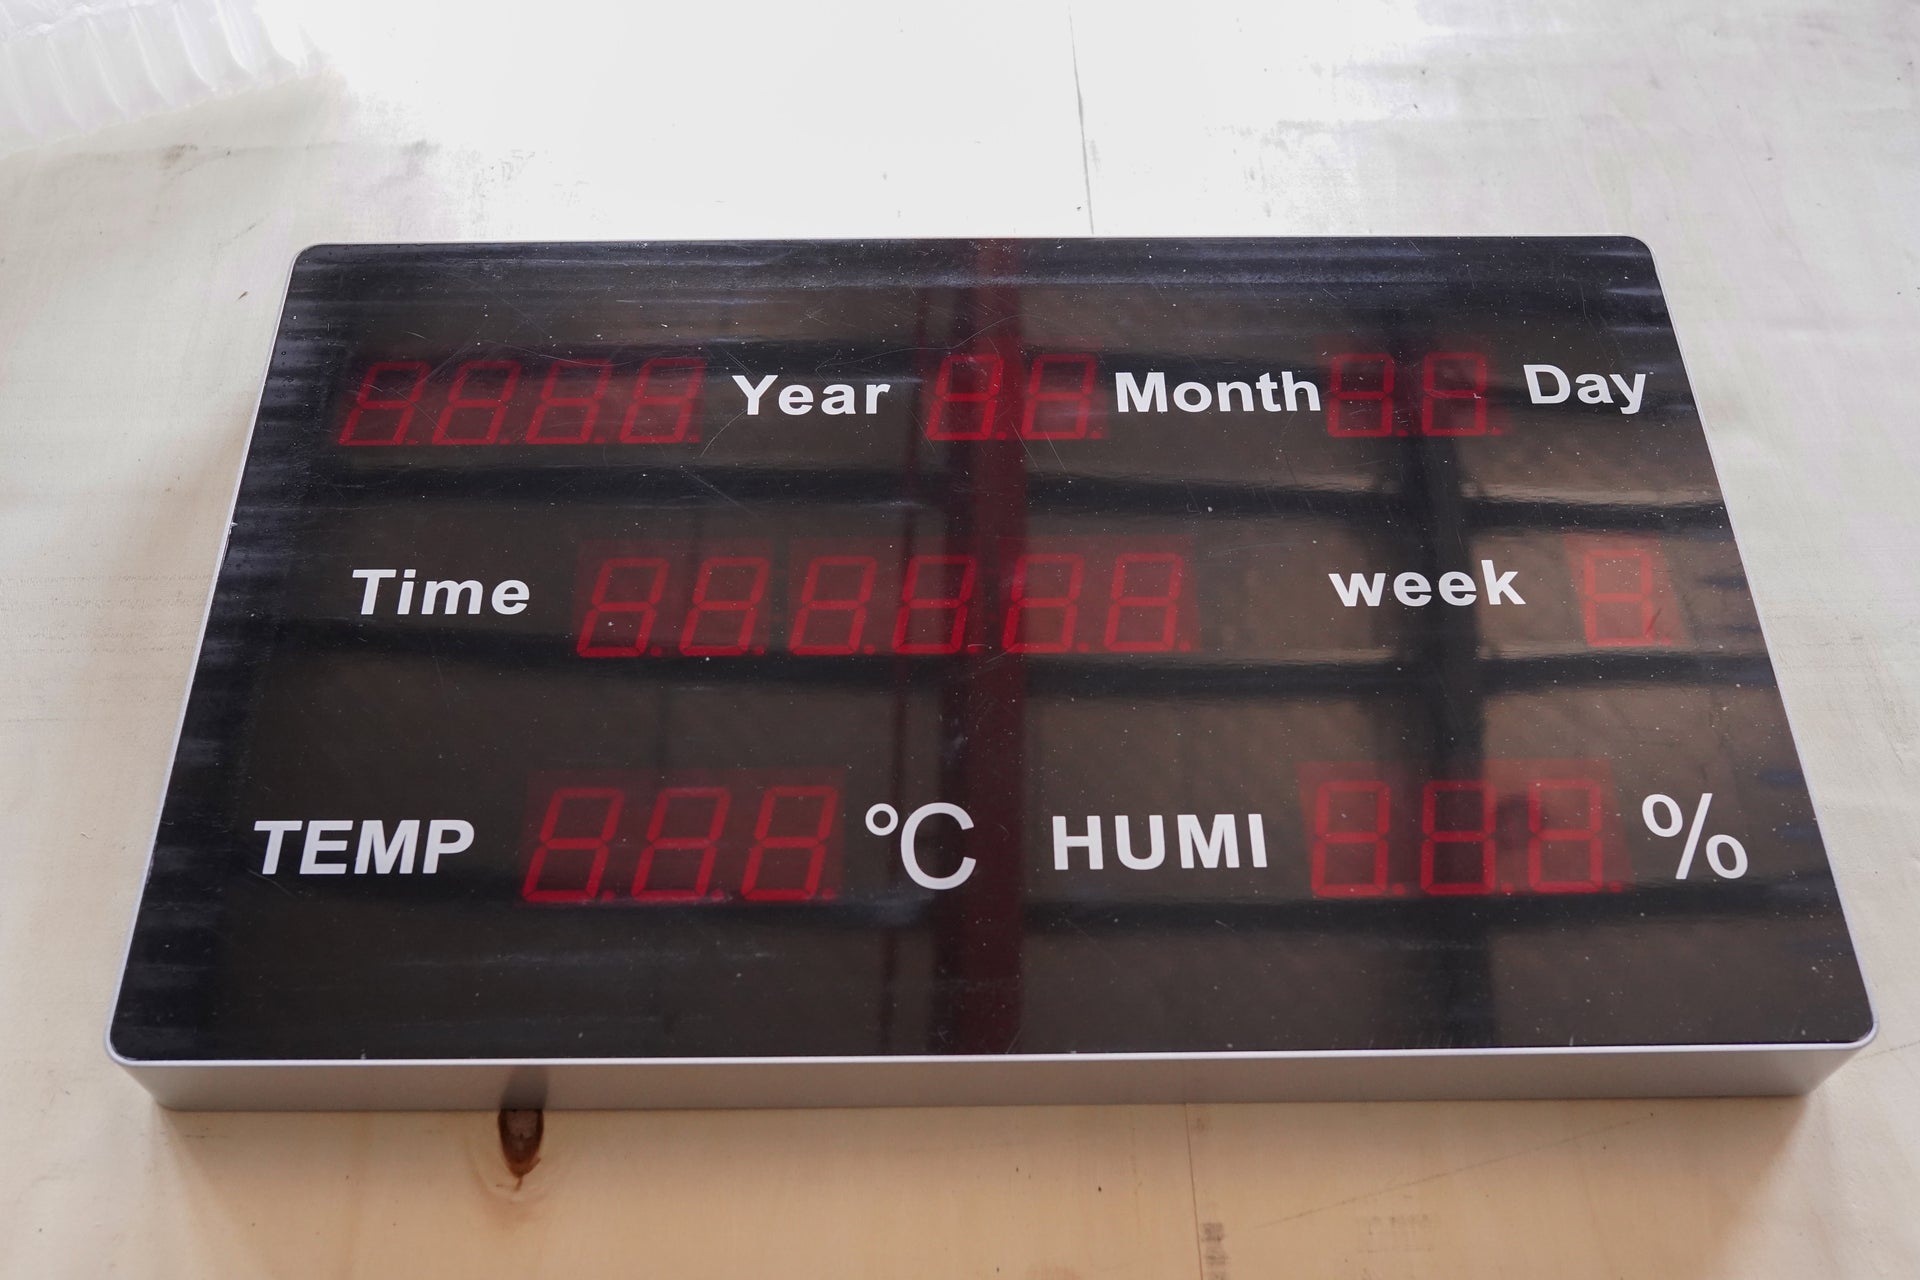 Year Month Day
Time week
TEMP °C HUMI %